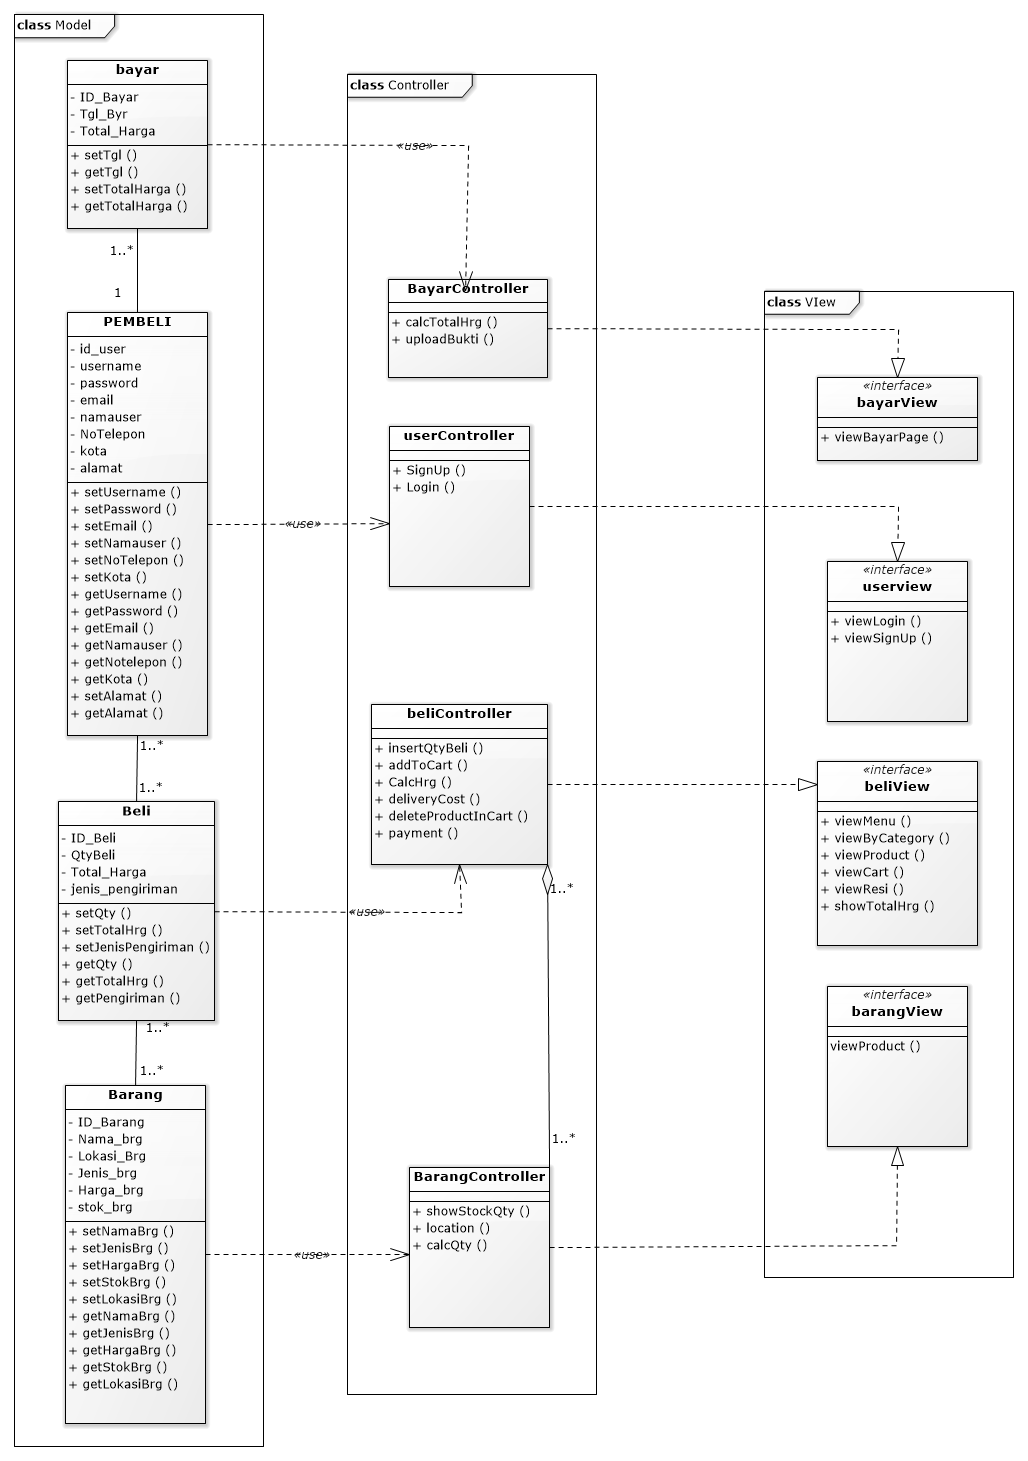 class Model
bayar
- ID_Bayar
- Tgl_Byr
- Total_Harga
+ setTgl ()
+ getTgl ()
+ setTotalHarga ()
+ getTotalHarga ()
1..*
1
PEMBELI
- id_user
- username
- password
- email
- namauser
- NoTelepon
- kota
- alamat
+ setUsername ()
+ setPassword ()
+ setEmail ()
+ setNamauser ()
+ setNoTelepon ()
+ setKota ()
+ getUsername ()
+ getPassword ()
+ getEmail ()
+ getNamauser ()
+ getNotelepon ()
+ getKota ()
+ setAlamat ()
+ getAlamat ()
1..*
1..*
Beli
- ID_Beli
- QtyBeli
- Total_Harga
- jenis_pengiriman
+ setQty ()
+ setTotalHrg ()
+ setJenisPengiriman ()
+ getQty ()
+ getTotalHrg ()
+ getPengiriman ()
1..*
1..*
Barang
- ID_Barang
- Nama_brg
- Lokasi_Brg
- Jenis_brg
- Harga_brg
- stok_brg
+ setNamaBrg ()
+ setJenisBrg ()
+ setHargaBrg ()
+ setStokBrg ()
+ setLokasiBrg ()
+ getNamaBrg ()
+ getJenisBrg ()
+ getHargaBrg ()
+ getStokBrg ()
+ getLokasiBrg ()
«use»
«use»
«use»
«use»
class Controller
BayarController
+ calcTotalHrg ()
+ uploadBukti ()
userController
+ SignUp ()
+ Login ()
beliController
+ insertQtyBeli ()
+ addToCart ()
+ CalcHrg ()
+ deliveryCost ()
+ deleteProductInCart ()
+ payment ()
1..*
1..*
BarangController
+ showStockQty ()
+ location ()
+ calcQty ()
class VIew
«interface»
bayarView
+ viewBayarPage ()
«interface»
userview
+ viewLogin ()
+ viewSignUp ()
«interface»
beliView
+ viewMenu ()
+ viewByCategory ()
+ viewProduct ()
+ viewCart ()
+ viewResi ()
+ showTotalHrg ()
«interface»
barangView
viewProduct ()